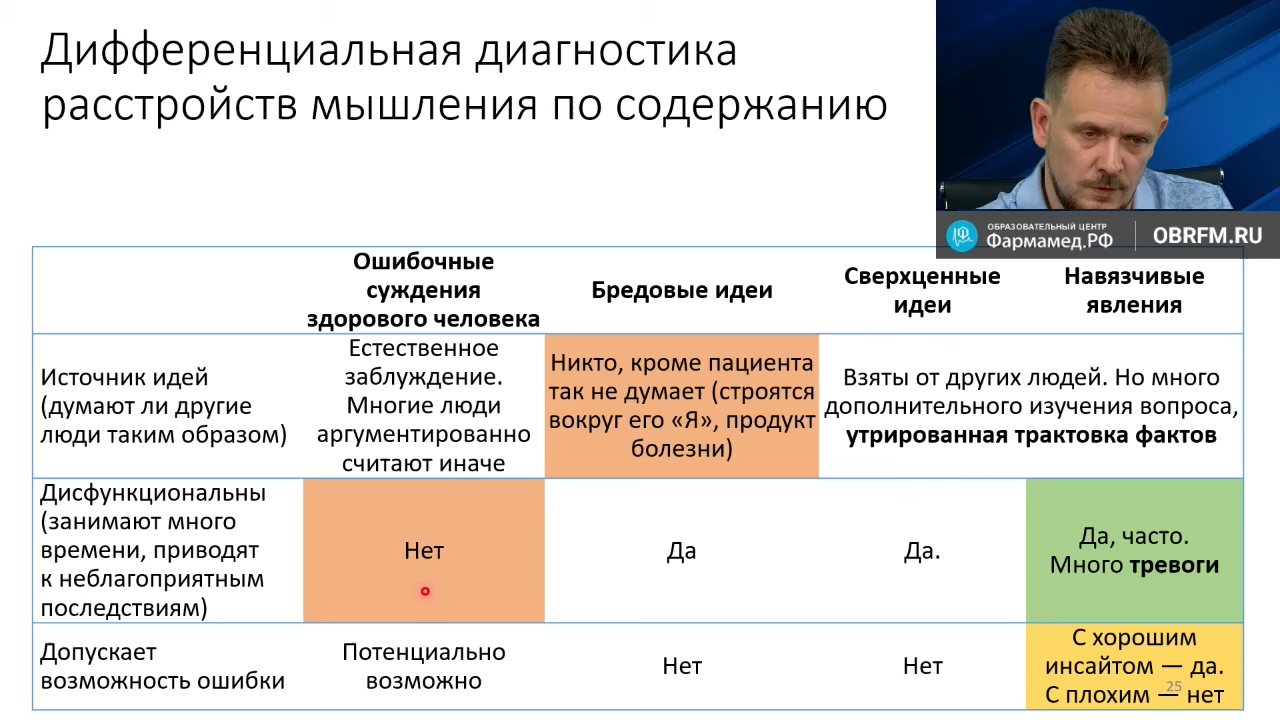 Дифференциальная диагностика
расстройств мышления по содержанию
ОБРАЗОВАТЕЛЬНЫЙ ЦЕНТР
Фармамед.РФ
OBRFM.RU
Ошибочные
суждения
здорового человека
Бредовые идеи
Сверхценные
идеи
Навязчивые
явления
Источник идей
(думают ли другие
люди таким образом)
Естественное
заблуждение.
Многие люди
аргументированно
считают иначе
Никто, кроме пациента
так не думает (строятся
вокруг его «Я», продукт
болезни)
Взяты от других людей. Но много
дополнительного изучения вопроса,
утрированная трактовка фактов
Дисфункциональны
(занимают много
времени, приводят
к неблагоприятным
последствиям)
Нет
Да
Да.
Да, часто.
Много тревоги
Допускает
возможность ошибки
Потенциально
возможно
Нет
Нет
С хорошим
инсайтом — да.
С плохим — нет
25